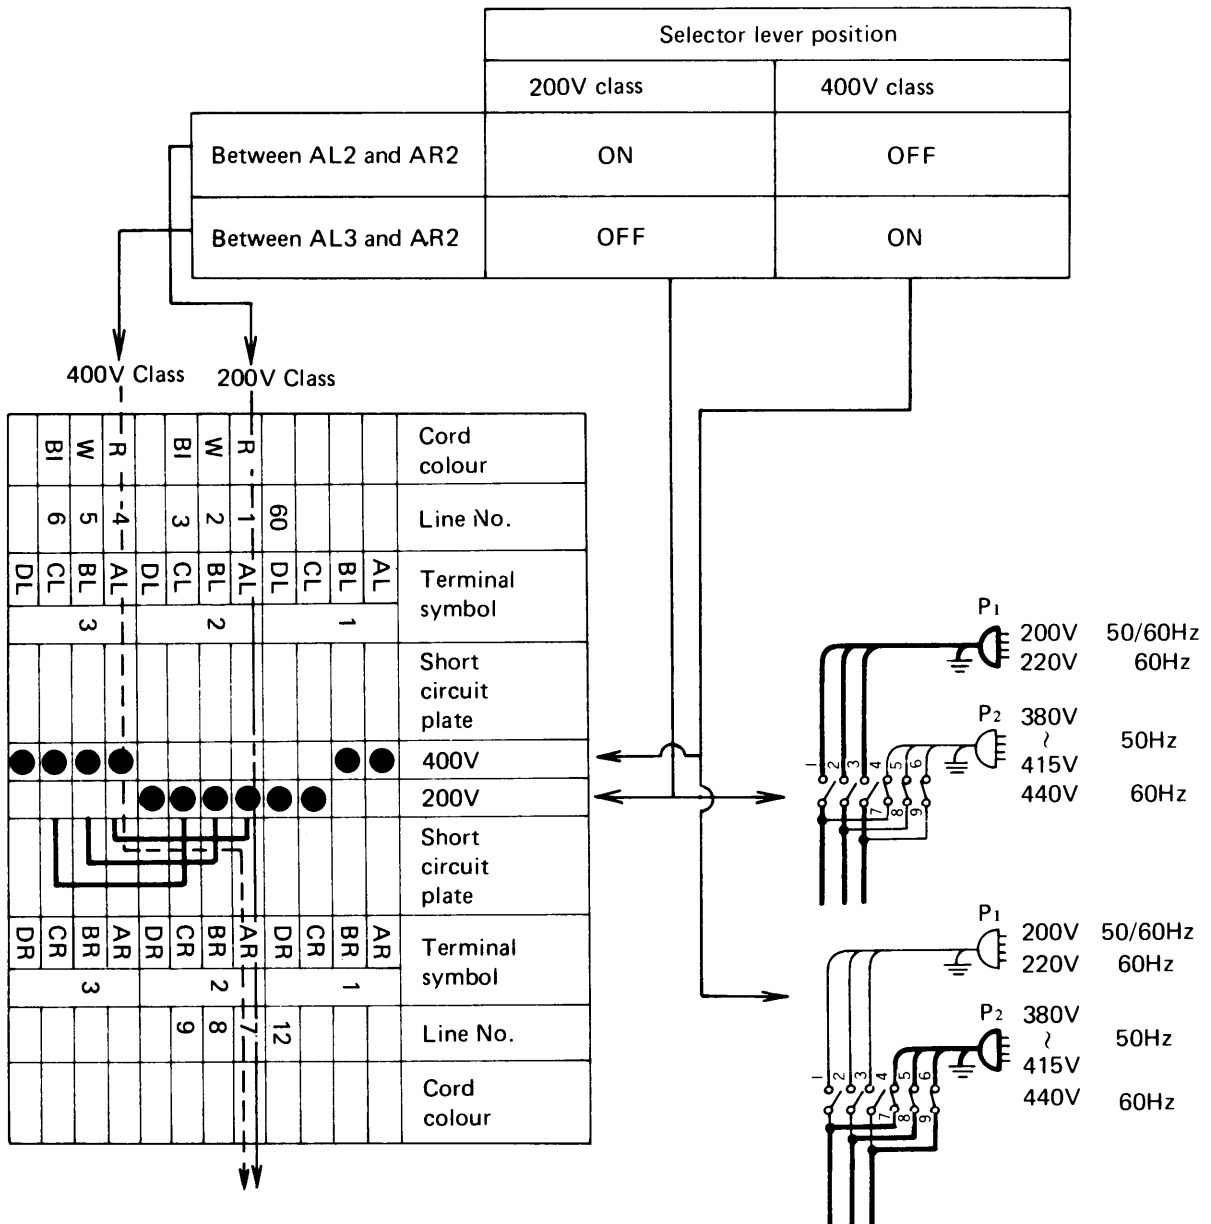 Selector lever position
200V class 400V class
Between AL2 and AR2 ON OFF
Between AL3 and AR2 OFF ON
400V Class 200V Class
Bl W R Bl W R Cord
colour
6 5 4 3 2 1 60 Line No.
DL CL BL AL DL CL BL AL DL CL BL AL Terminal
symbol
3 2 1
Short
circuit
plate
400V
200V
Short
circuit
plate
DR CR BR AR DR CR BR AR DR CR BR AR Terminal
symbol
3 2 1
9 8 7 12 Line No.
Cord
colour
P1
200V 50/60Hz
220V 60Hz
P2 380V
~ 50Hz
415V
440V 60Hz
1 2 3 4 5 6
7 8 9
P1
200V 50/60Hz
220V 60Hz
P2 380V
~ 50Hz
415V
440V 60Hz
1 2 3 4 5 6
7 8 9